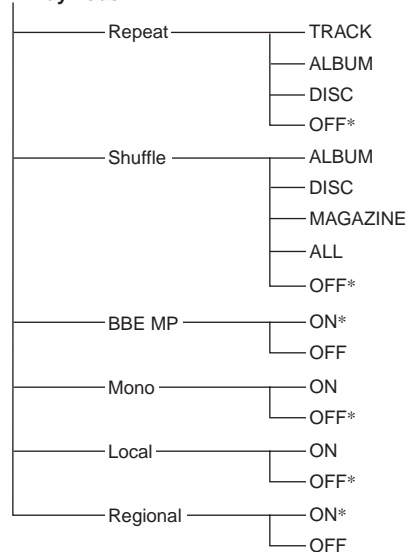 Repeat TRACK
ALBUM
DISC
OFF*
Shuffle ALBUM
DISC
MAGAZINE
ALL
OFF*
BBE MP ON*
OFF
Mono ON
OFF*
Local ON
OFF*
Regional ON*
OFF